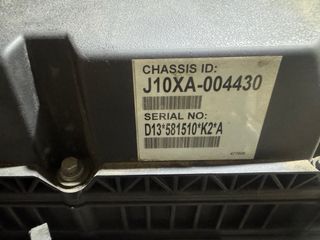 CHASSIS ID:
J10XA-004430
SERIAL NO:
D13*581510*K2*A